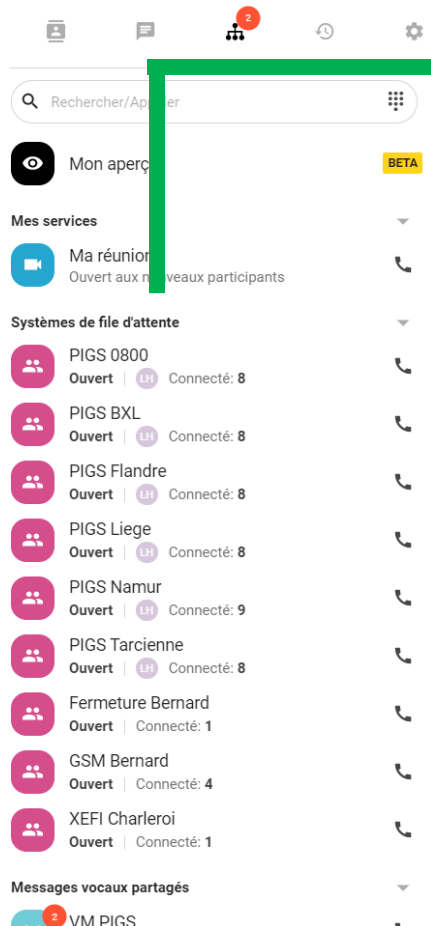 2
Rechercher/Appeler
Mon aperç
BETA
Mes services
Ma réunion
Ouvert aux nouveaux participants
Systèmes de file d'attente
PIGS 0800
Ouvert LH Connecté: 8
PIGS BXL
Ouvert LH Connecté: 8
PIGS Flandre
Ouvert LH Connecté: 8
PIGS Liege
Ouvert LH Connecté: 8
PIGS Namur
Ouvert LH Connecté: 9
PIGS Tarcienne
Ouvert LH Connecté: 8
Fermeture Bernard
Ouvert Connecté: 1
GSM Bernard
Ouvert Connecté: 4
XEFI Charleroi
Ouvert Connecté: 1
Messages vocaux partagés
2
VM PIGS